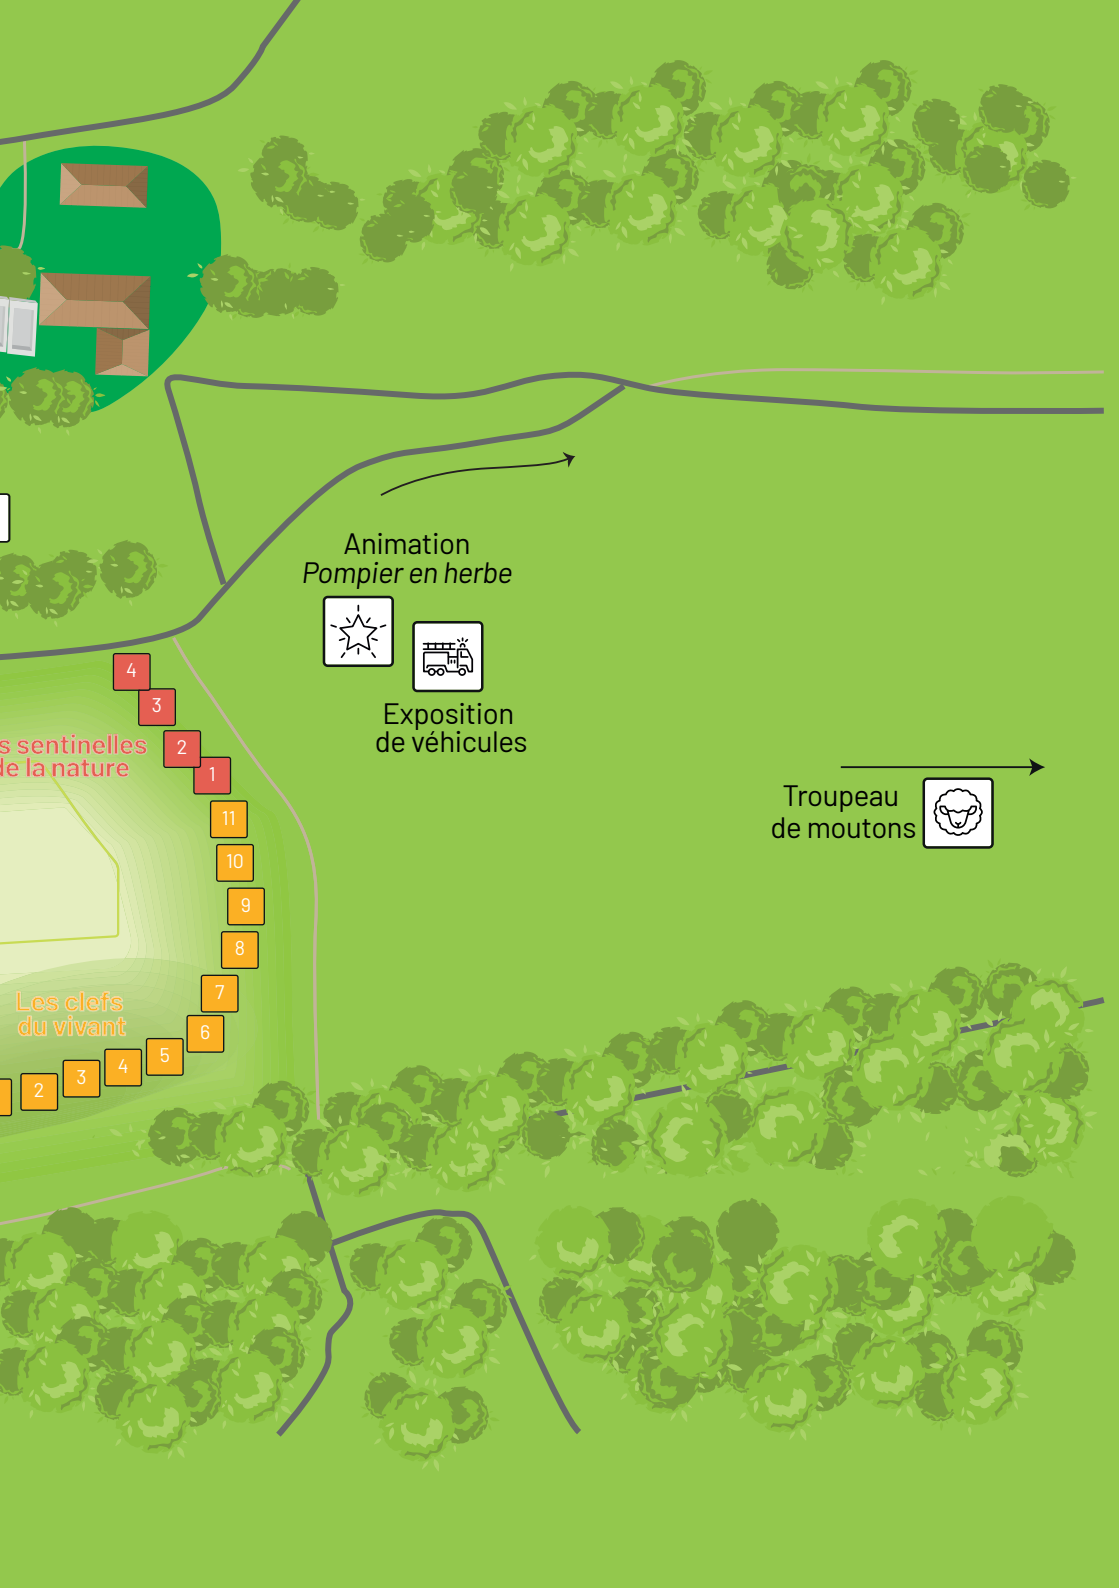 Animation
Pompier en herbe
Exposition
de véhicules
4
3
s sentinelles
de la nature
2
1
Troupeau
de moutons
11
10
9
8
7
Les clefs
du vivant
6
5
4
3
2